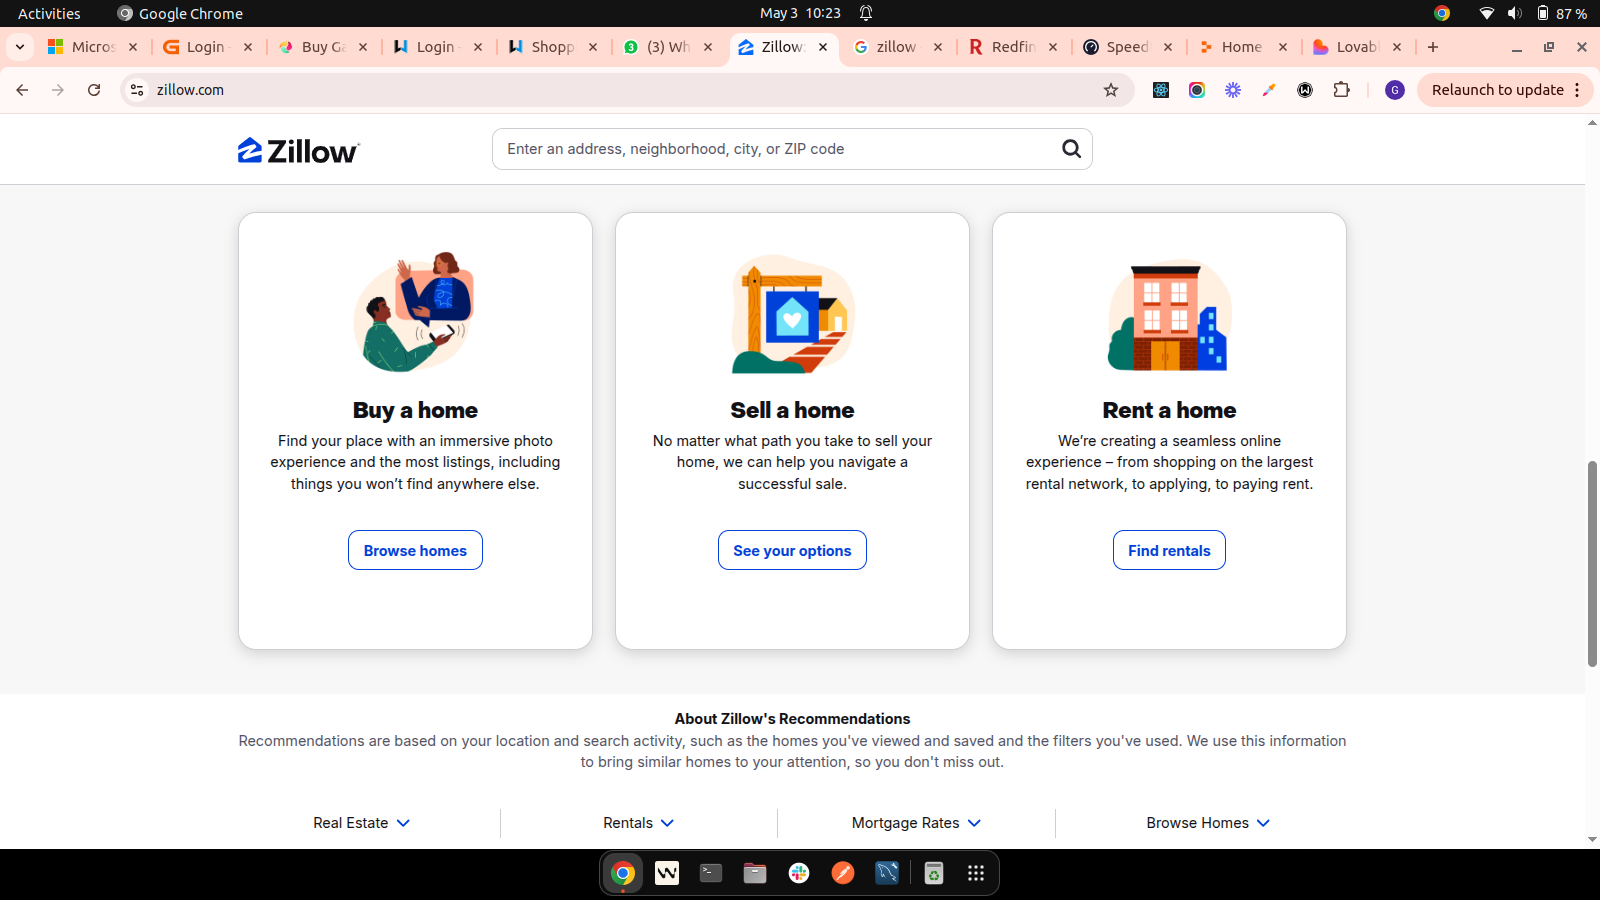 Activities
Google Chrome
May 3 10:23
87 %
Micros
Login
Buy Ga
Login
Shopp
(3) Wh
Zillow:
zillow
Redfin
Speed
Home
Lovabl
zillow.com
G
Relaunch to update
Zillow
Enter an address, neighborhood, city, or ZIP code
Buy a home
Find your place with an immersive photo
experience and the most listings, including
things you won’t find anywhere else.
Browse homes
Sell a home
No matter what path you take to sell your
home, we can help you navigate a
successful sale.
See your options
Rent a home
We’re creating a seamless online
experience – from shopping on the largest
rental network, to applying, to paying rent.
Find rentals
About Zillow's Recommendations
Recommendations are based on your location and search activity, such as the homes you've viewed and saved and the filters you've used. We use this information
to bring similar homes to your attention, so you don't miss out.
Real Estate
Rentals
Mortgage Rates
Browse Homes